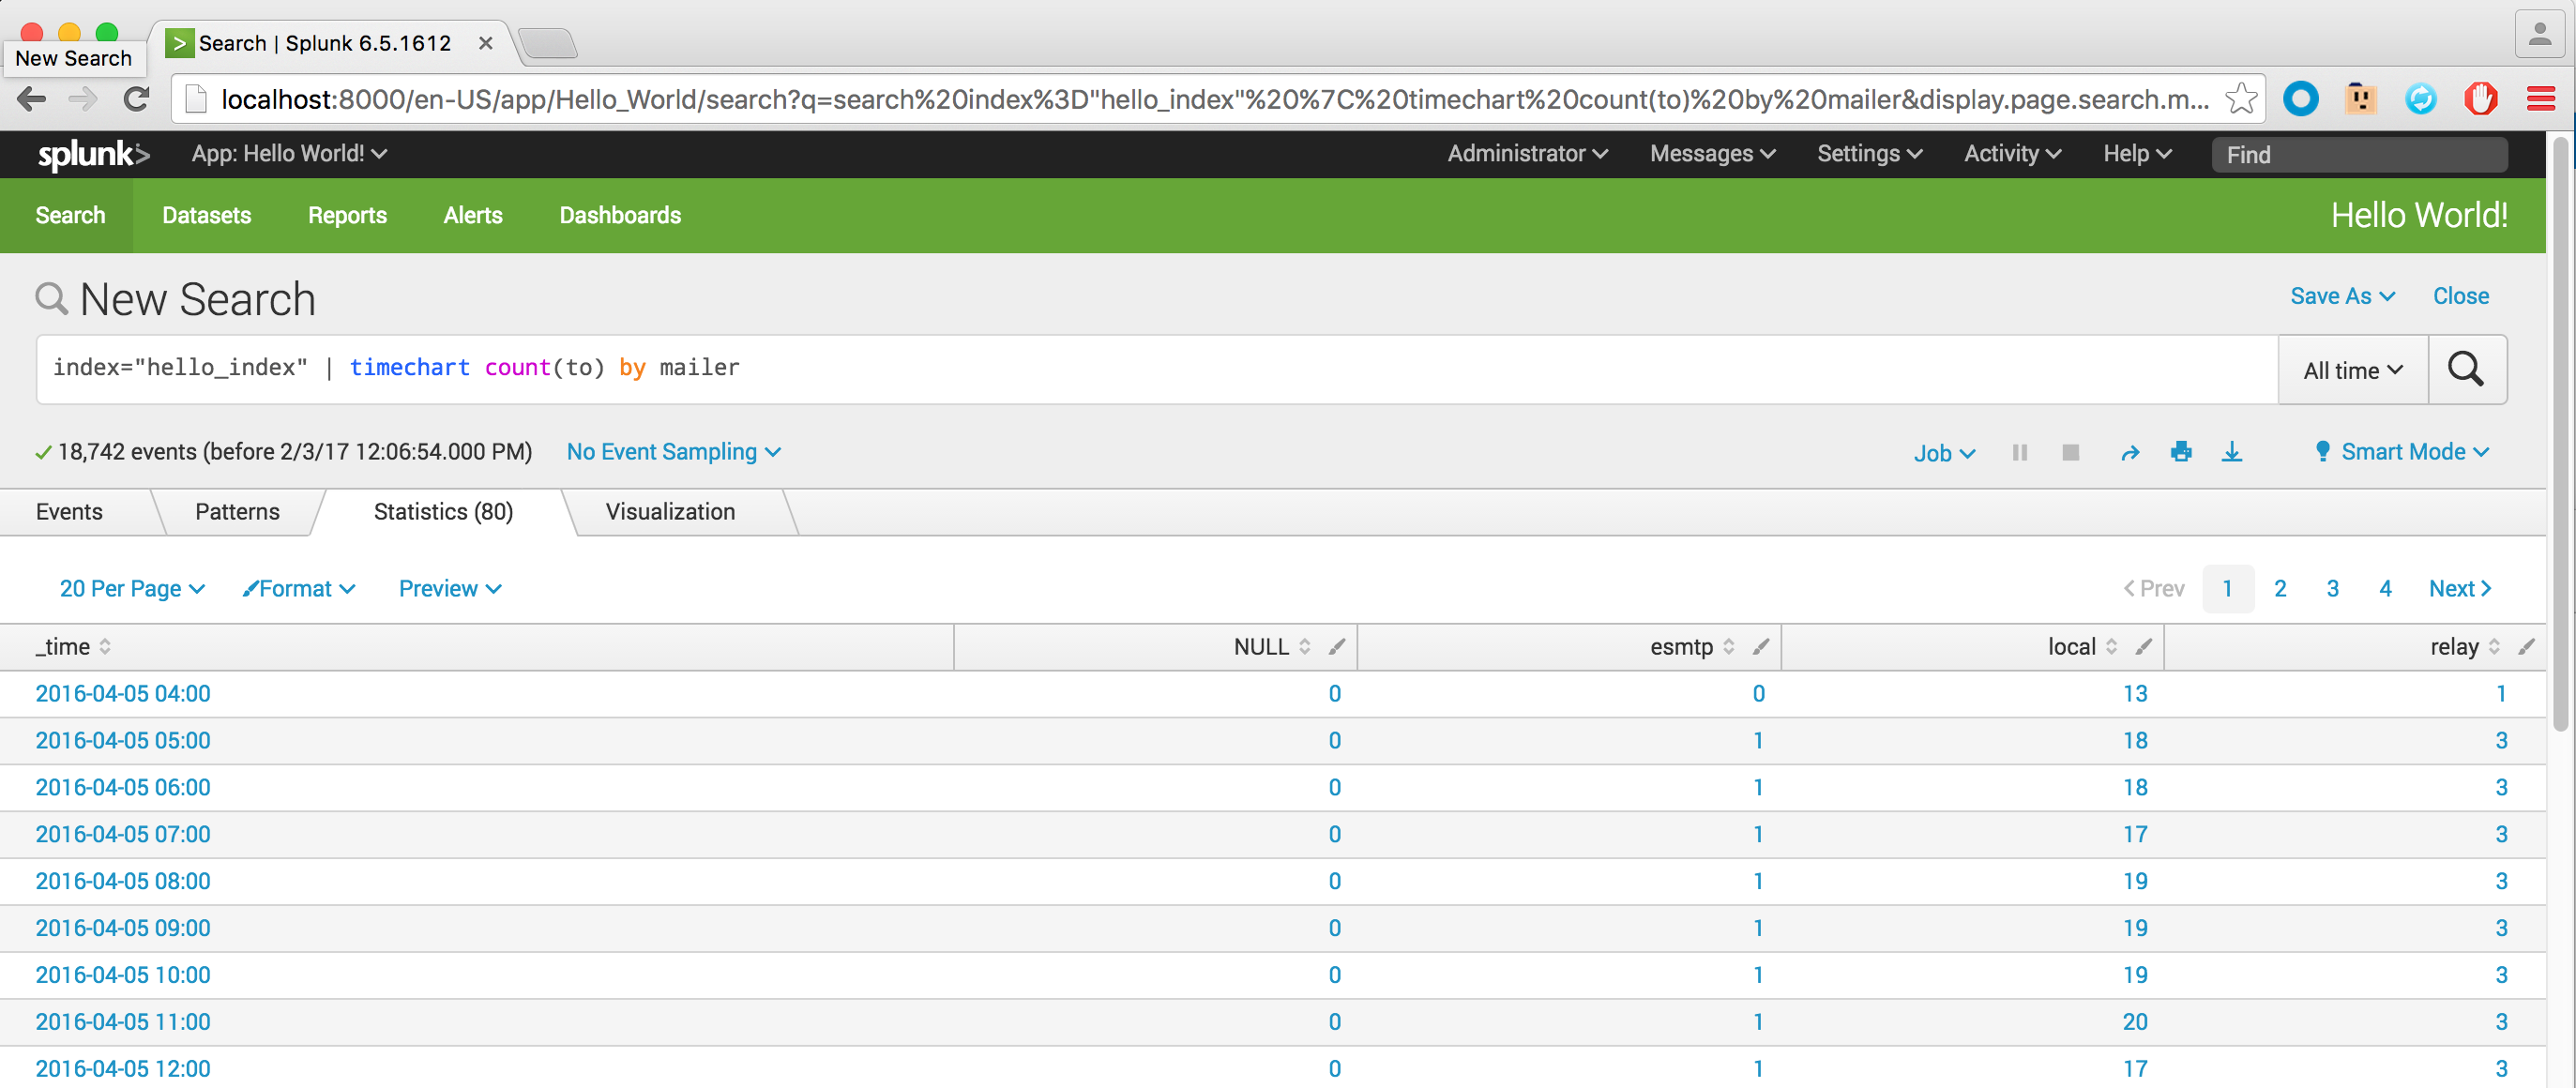 Search | Splunk 6.5.1612
New Search
localhost:8000/en-US/app/Hello_World/search?q=search%20index%3D"hello_index"%20%7C%20timechart%20count(to)%20by%20mailer&display.page.search.m...
splunk> App: Hello World! Administrator Messages Settings Activity Help Find
Search Datasets Reports Alerts Dashboards Hello World!
New Search Save As Close
index="hello_index" | timechart count(to) by mailer All time
18,742 events (before 2/3/17 12:06:54.000 PM) No Event Sampling Job Smart Mode
Events Patterns Statistics (80) Visualization
20 Per Page Format Preview < Prev 1 2 3 4 Next >
_time NULL esmtp local relay
2016-04-05 04:00 0 0 13 1
2016-04-05 05:00 0 1 18 3
2016-04-05 06:00 0 1 18 3
2016-04-05 07:00 0 1 17 3
2016-04-05 08:00 0 1 19 3
2016-04-05 09:00 0 1 19 3
2016-04-05 10:00 0 1 19 3
2016-04-05 11:00 0 1 20 3
2016-04-05 12:00 0 1 17 3